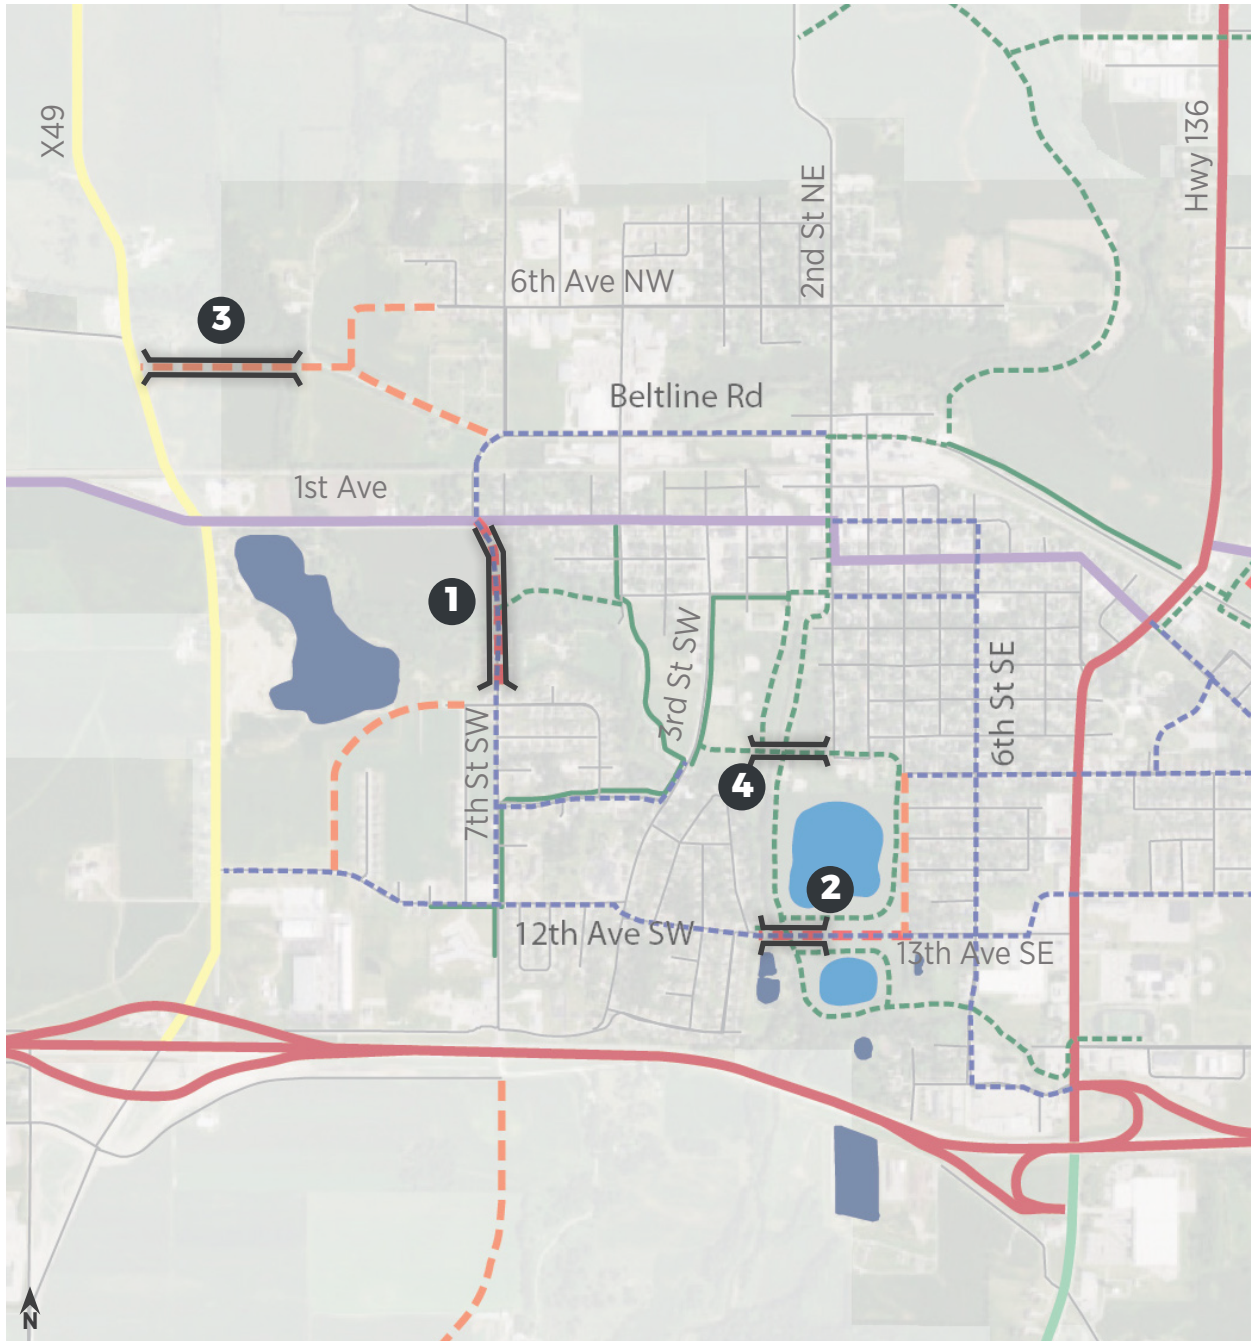 X49
Hwy 136
2nd St NE
6th Ave NW
3
Beltline Rd
1st Ave
1
3rd St SW
6th St SE
7th St SW
4
2
12th Ave SW
13th Ave SE
N